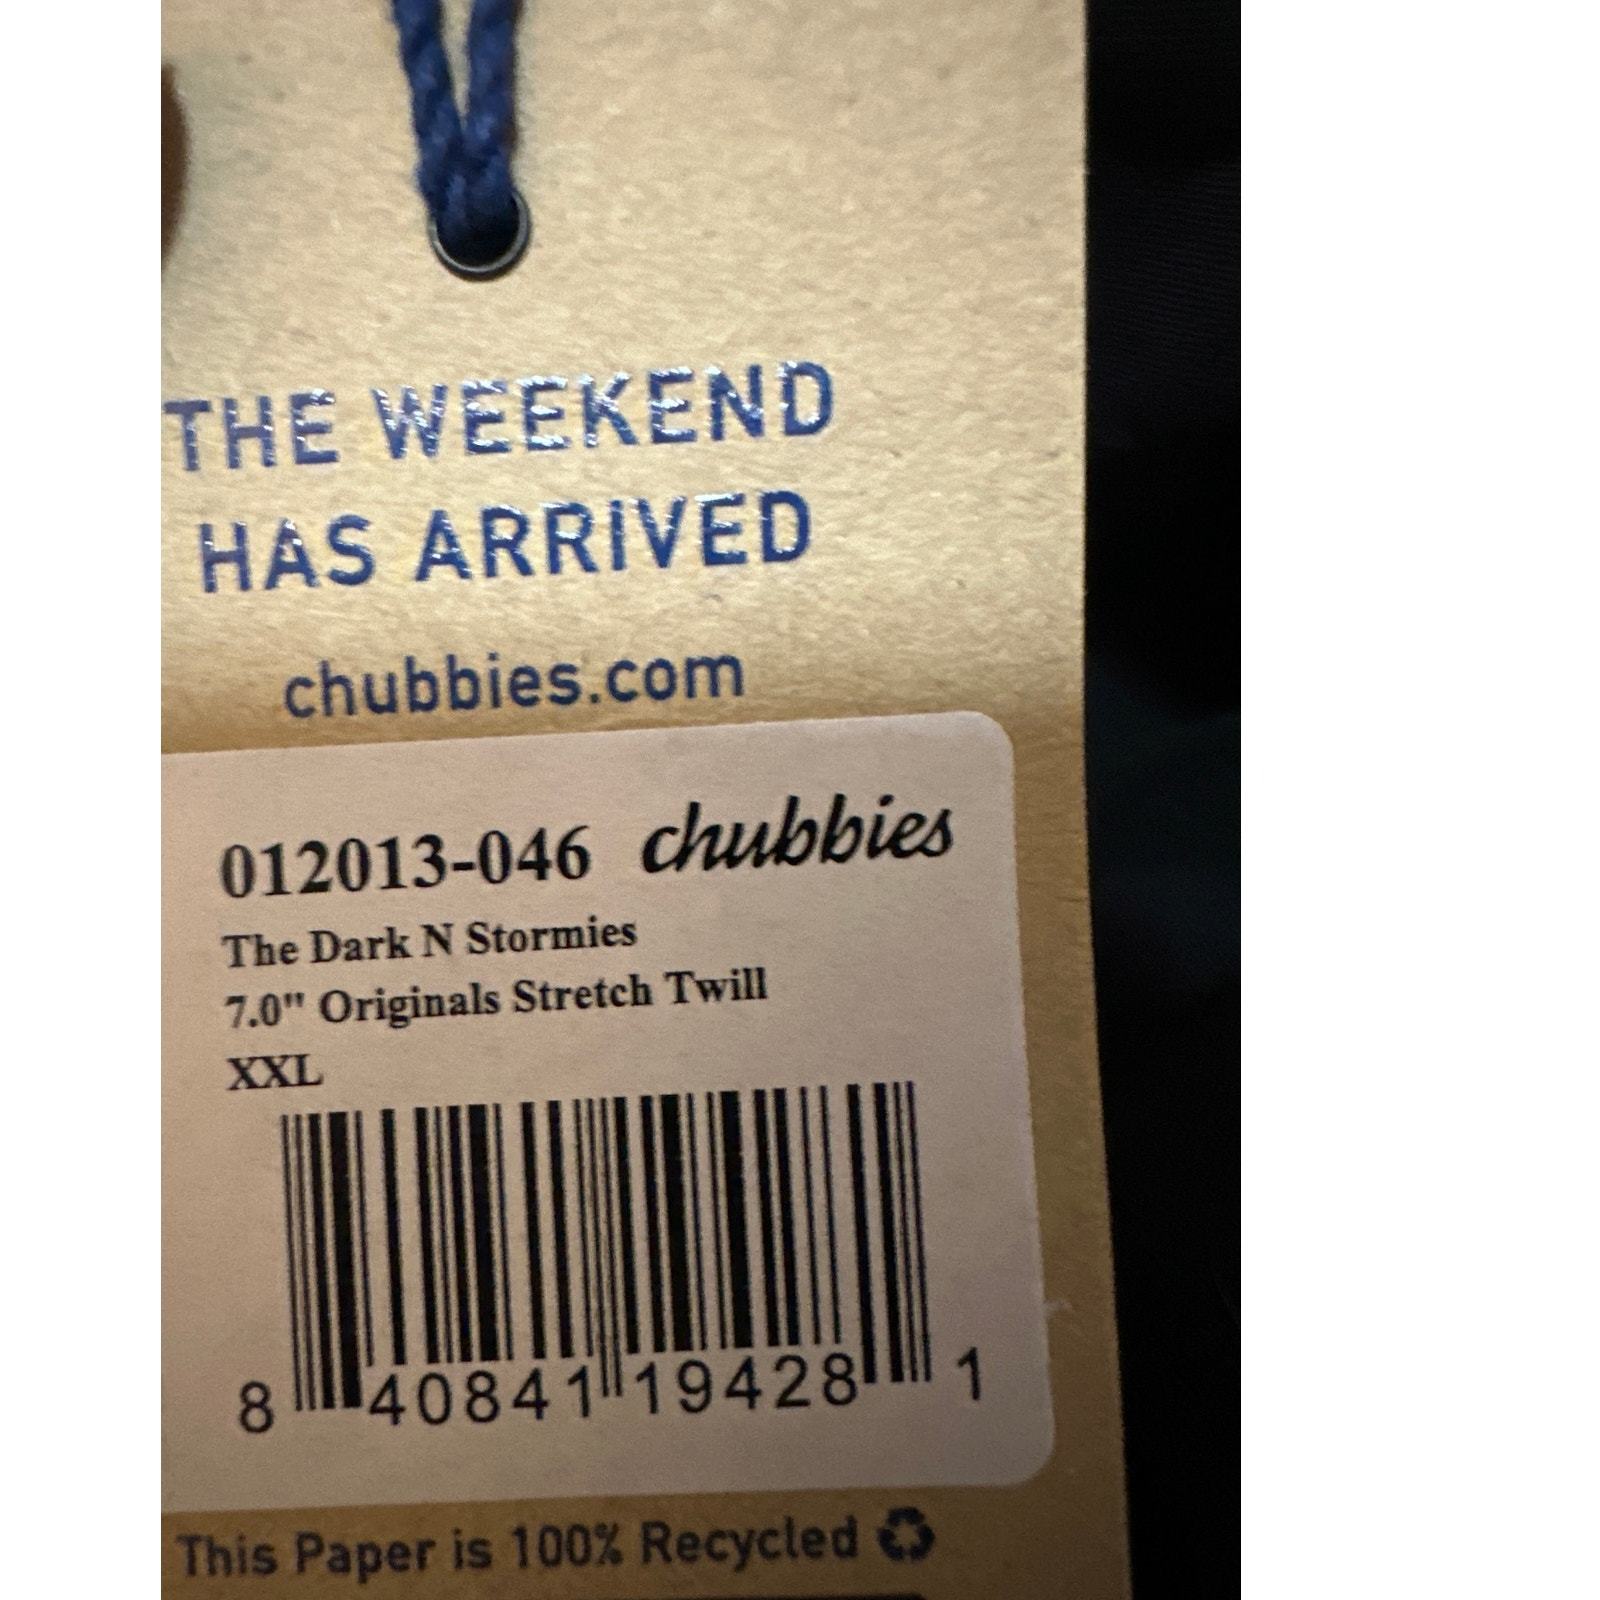 THE WEEKEND
HAS ARRIVED
chubbies.com
012013-046 chubbies
The Dark N Stormies
7.0" Originals Stretch Twill
XXL
8 40841 19428 1
This Paper is 100% Recycled